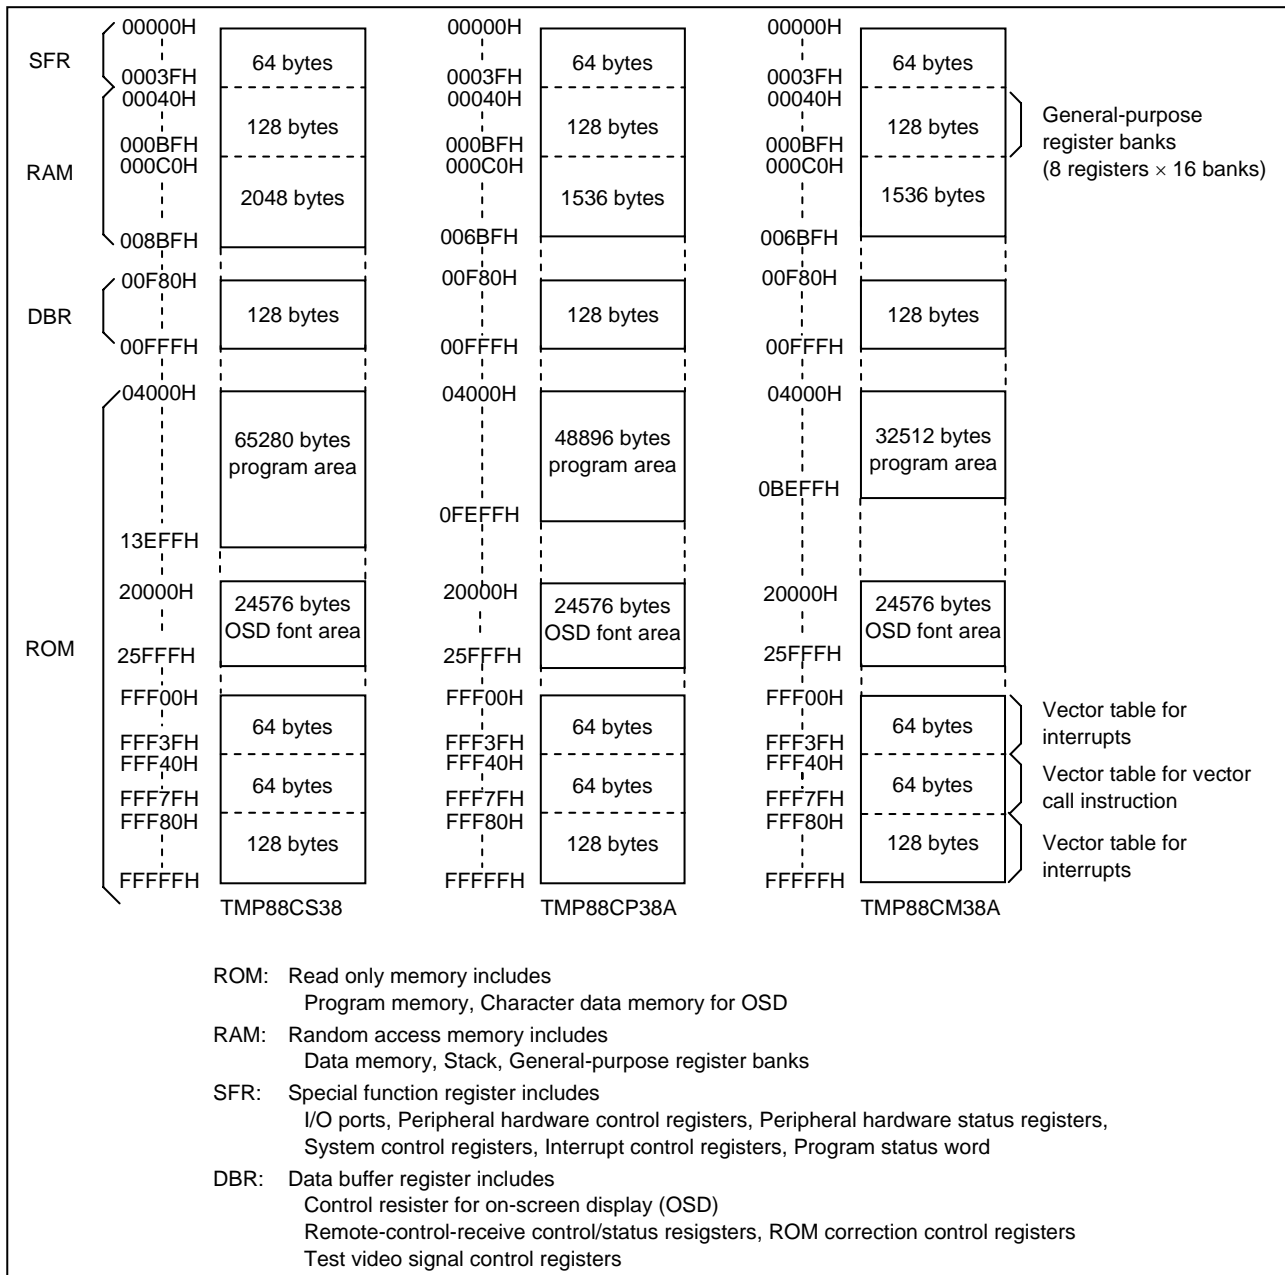 00000H 00000H 00000H
SFR 64 bytes 64 bytes 64 bytes
0003FH 0003FH 0003FH
00040H 00040H 00040H
General-purpose
128 bytes 128 bytes 128 bytes register banks
000BFH 000BFH 000BFH
(8 registers × 16 banks)
000C0H 000C0H 000C0H
RAM
2048 bytes 1536 bytes 1536 bytes
008BFH 006BFH 006BFH
00F80H 00F80H 00F80H
DBR 128 bytes 128 bytes 128 bytes
00FFFH 00FFFH 00FFFH
04000H 04000H 04000H
65280 bytes 48896 bytes 32512 bytes
program area program area program area
0BEFFH
0FEFFH
13EFFH
20000H 20000H 20000H
24576 bytes 24576 bytes 24576 bytes
OSD font area OSD font area OSD font area
ROM
25FFFH 25FFFH 25FFFH
FFF00H FFF00H FFF00H
64 bytes 64 bytes 64 bytes Vector table for
interrupts
FFF3FH FFF3FH FFF3FH
FFF40H FFF40H FFF40H
64 bytes 64 bytes 64 bytes Vector table for vector
call instruction
FFF7FH FFF7FH FFF7FH
FFF80H FFF80H FFF80H
128 bytes 128 bytes 128 bytes Vector table for
interrupts
FFFFFH FFFFFH FFFFFH
TMP88CS38 TMP88CP38A TMP88CM38A
ROM: Read only memory includes
Program memory, Character data memory for OSD
RAM: Random access memory includes
Data memory, Stack, General-purpose register banks
SFR: Special function register includes
I/O ports, Peripheral hardware control registers, Peripheral hardware status registers,
System control registers, Interrupt control registers, Program status word
DBR: Data buffer register includes
Control resister for on-screen display (OSD)
Remote-control-receive control/status resigsters, ROM correction control registers
Test video signal control registers